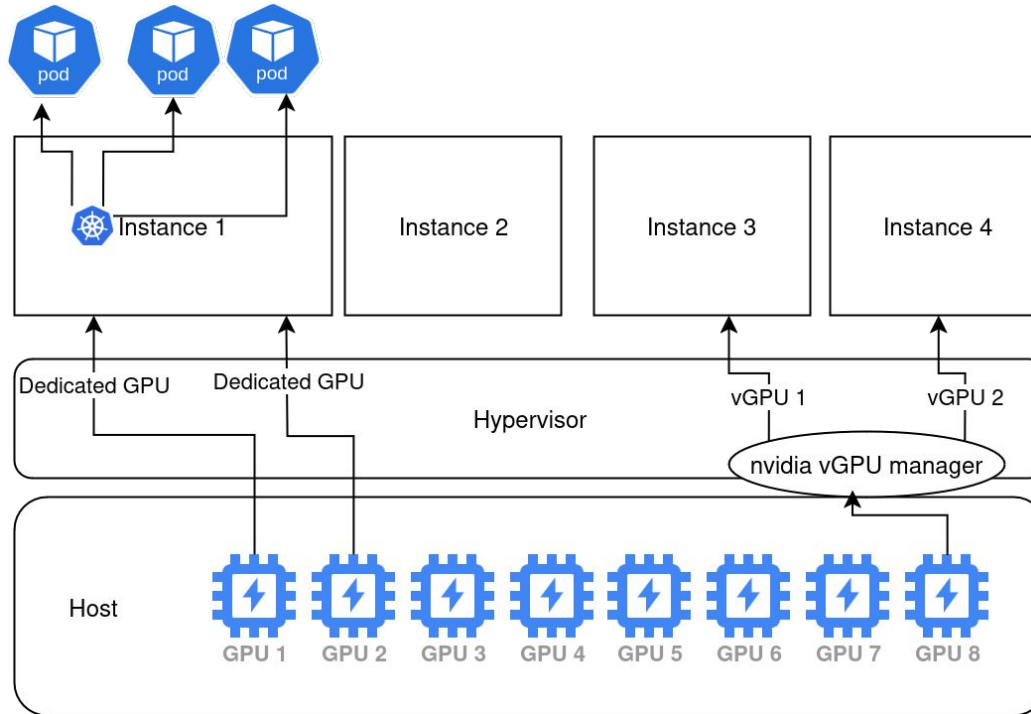 pod
pod
pod
Instance 1
Instance 2
Instance 3
Instance 4
Dedicated GPU
Dedicated GPU
vGPU 1
vGPU 2
Hypervisor
nvidia vGPU manager
Host
GPU 1
GPU 2
GPU 3
GPU 4
GPU 5
GPU 6
GPU 7
GPU 8